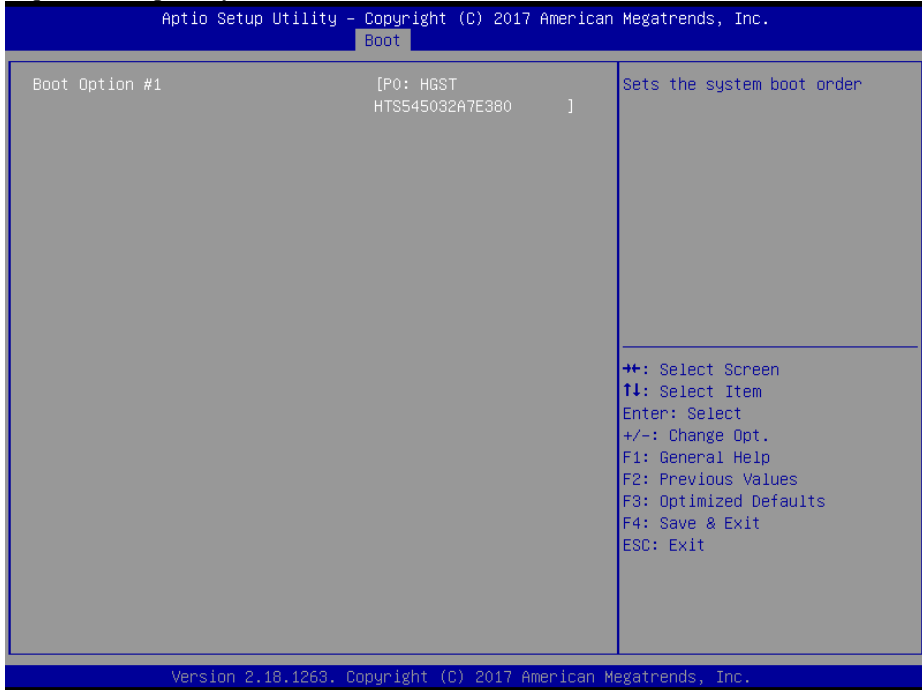 Aptio Setup Utility – Copyright (C) 2017 American Megatrends, Inc.
Boot
Boot Option #1 [P0: HGST
HTS545032A7E380 ]
Sets the system boot order
→←: Select Screen
↑↓: Select Item
Enter: Select
+/-: Change Opt.
F1: General Help
F2: Previous Values
F3: Optimized Defaults
F4: Save & Exit
ESC: Exit
Version 2.18.1263. Copyright (C) 2017 American Megatrends, Inc.